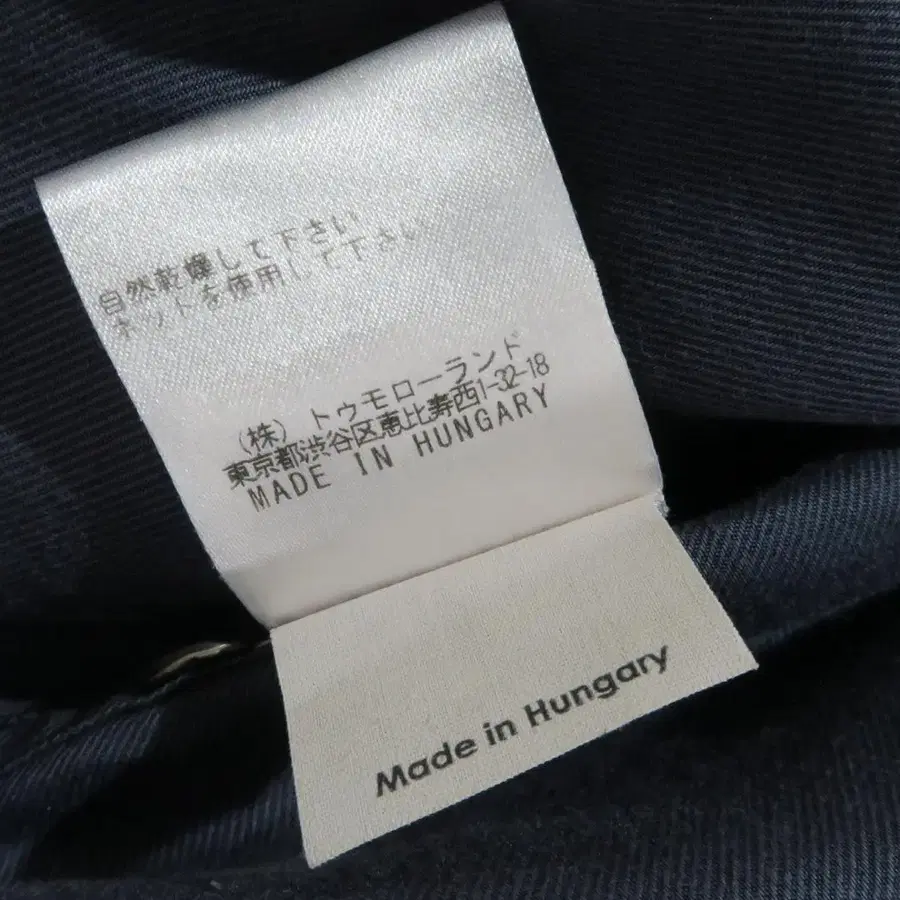 自然乾燥して下さい
ネットを使用して下さい
(株) トゥモローランド
東京都渋谷区恵比寿西1-32-18
MADE IN HUNGARY
Made in Hungary